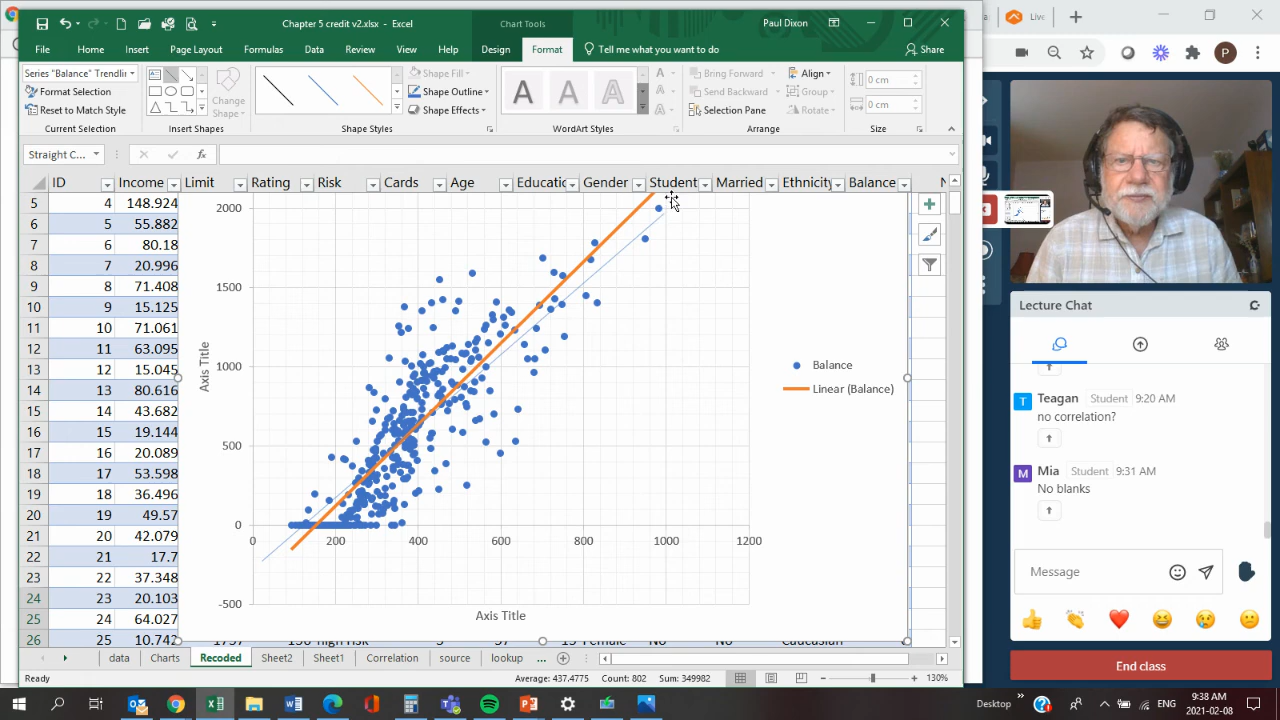 Chapter 5 credit v2.xlsx - Excel
Chart Tools
Paul Dixon
Live
File Home Insert Page Layout Formulas Data Review View Help Design Format Tell me what you want to do Share
Series "Balance" Trendlir
Format Selection
Reset to Match Style
Current Selection
Change
Shape
Insert Shapes
Shape Fill
Shape Outline
Shape Effects
Shape Styles
A A A
WordArt Styles
Bring Forward
Send Backward
Selection Pane
Align
Group
Rotate
Arrange
0 cm
0 cm
Size
P
Straight C... fx
ID Income Limit Rating Risk Cards Age Educatic Gender Student Married Ethnicity Balance
5 4 148.924
6 5 55.882
7 6 80.18
8 7 20.996
9 8 71.408
10 9 15.125
11 10 71.061
12 11 63.095
13 12 15.045
14 13 80.616
15 14 43.682
16 15 19.144
17 16 20.089
18 17 53.598
19 18 36.496
20 19 49.57
21 20 42.079
22 21 17.7
23 22 37.348
24 23 20.103
25 24 64.027
26 25 10.742
2000
1500
1000
500
0
-500
0 200 400 600 800 1000 1200
Axis Title
Axis Title
Balance
Linear (Balance)
data Charts Recoded Sheet2 Sheet1 Correlation source lookup ...
Ready
Average: 437.4775 Count: 802 Sum: 349982
130%
Lecture Chat
T Teagan Student 9:20 AM
no correlation?
M Mia Student 9:31 AM
No blanks
Message
End class
Desktop
ENG
9:38 AM
2021-02-08